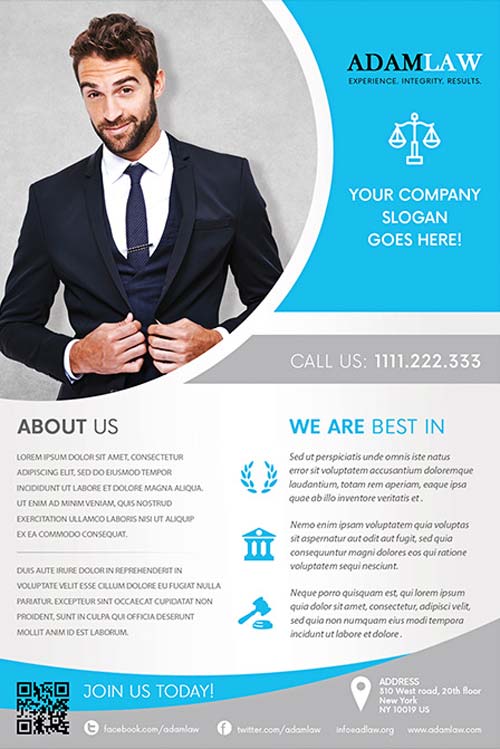 ADAMLAW
EXPERIENCE. INTEGRITY. RESULTS.
YOUR COMPANY
SLOGAN
GOES HERE!
CALL US: 1111.222.333
ABOUT US
LOREM IPSUM DOLOR SIT AMET, CONSECTETUR
ADIPISCING ELIT, SED DO EIUSMOD TEMPOR
INCIDIDUNT UT LABORE MAGNA ALIQUA.
UT ENIM AD MINIM VENIAM, QUIS NOSTRUD
EXERCITATION ULLAMCO LABORIS NISI UT ALIQUIP
EX EA COMMODO CONSEQUAT.
DUIS AUTE IRURE DOLOR IN REPREHENDERIT IN
VOLUPTATE VELIT ESSE CILLUM DOLORE EU FUGIAT NULLA
PARIATUR. EXCEPTEUR SINT OCCAECAT CUPIDATAT NON
PROIDENT, SUNT IN CULPA QUI OFFICIA DESERUNT
MOLLIT ANIM ID EST LABORUM.
WE ARE BEST IN
Sed ut perspiciatis unde omnis iste natus error
sit voluptatem accusantium doloremque
laudantium, totam rem aperiam, eaque ipsa
quae ab illo inventore veritatis et .
Nemo enim ipsam voluptatem quia voluptas
sit aspernatur aut odit aut fugit, sed quia
consequuntur magni dolores eos qui ratione
voluptatem sequi nesciunt.
Neque porro quisquam est, qui lorem ipsum
quia dolor sit amet, consectetur, adipisci velit,
sed quia non numquam eius modi tempora
incidunt ut labore et dolore .
JOIN US TODAY!
ADDRESS
310 West road, 20th floor
New York
NY 10019 US
facebook.com/adamlaw
twitter.com/adamlaw
info@adlaw.org